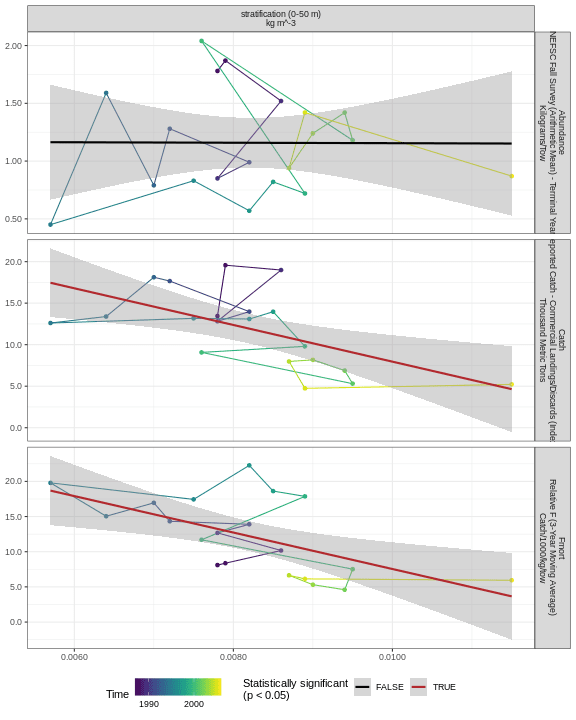 stratification (0-50 m)
kg m^-3
2.00
1.50
1.00
0.50
Abundance
NEFSC Fall Survey (Arithmetic Mean) - Terminal Year
Kilograms/Tow
20.0
15.0
10.0
5.0
0.0
Catch
eported Catch - Commercial Landings/Discards (Inde
Thousand Metric Tons
20.0
15.0
10.0
5.0
0.0
Fmort
Relative F (3-Year Moving Average)
Catch/1000/kg/tow
0.0060
0.0080
0.0100
Time
1990
2000
Statistically significant
(p < 0.05)
FALSE
TRUE